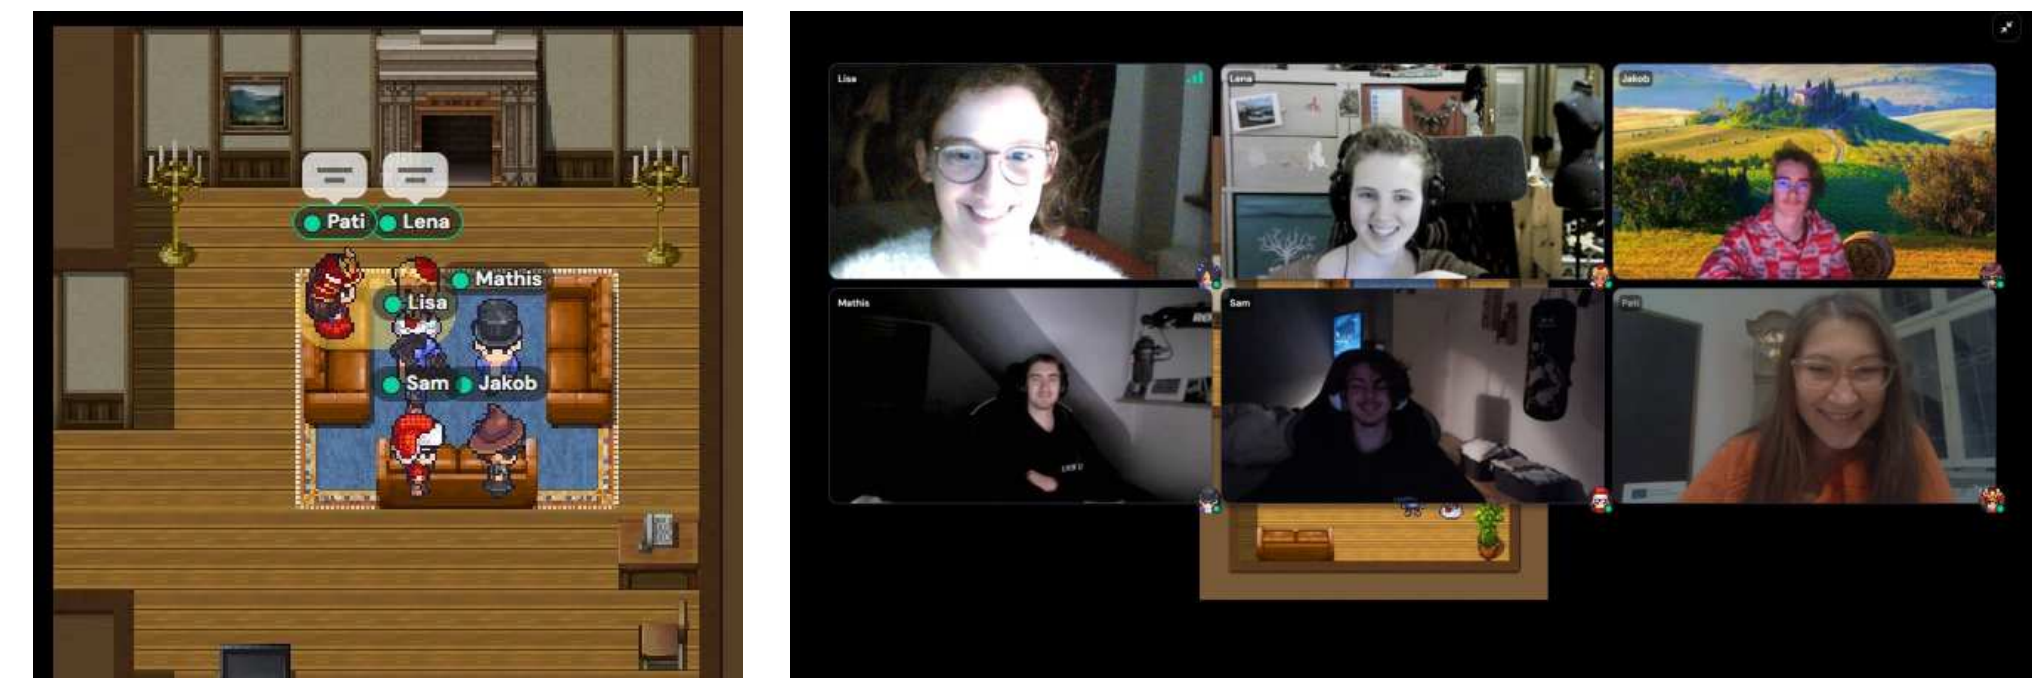 Pati
Lena
Mathis
Lisa
Sam
Jakob
Lisa
Lena
Jakob
Mathis
Sam
Pati